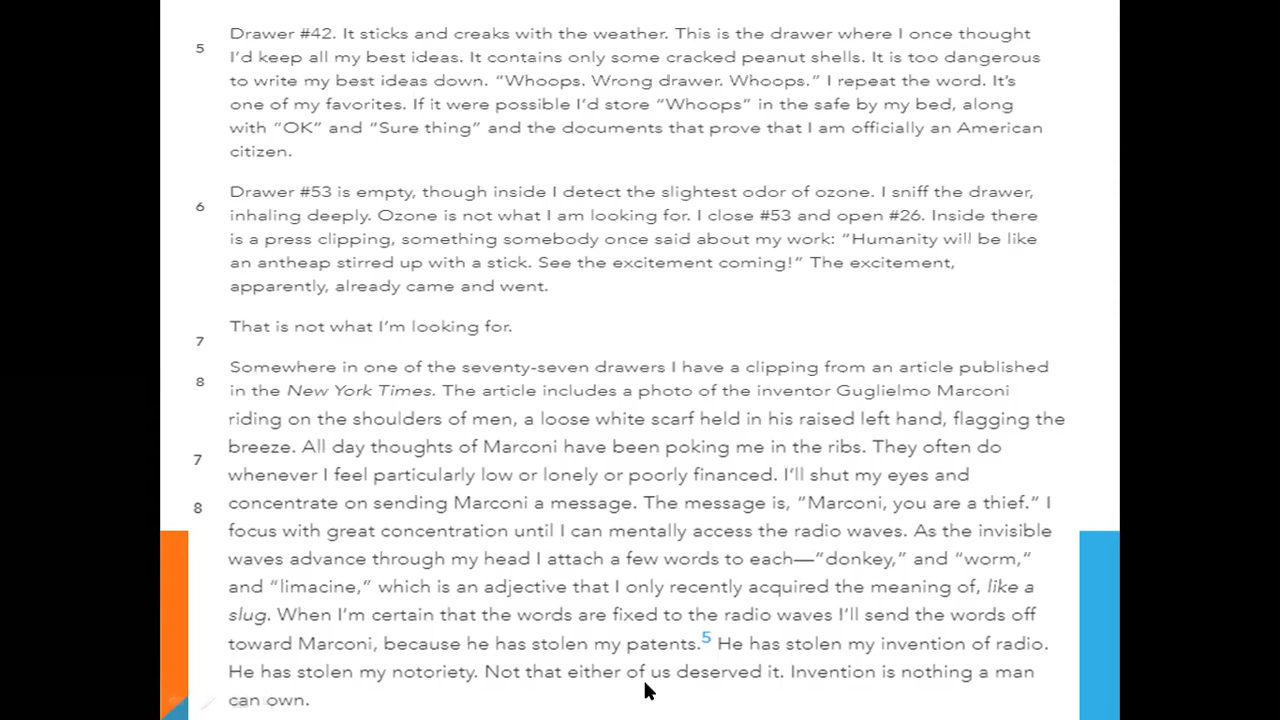 5 Drawer #42. It sticks and creaks with the weather. This is the drawer where I once thought
I'd keep all my best ideas. It contains only some cracked peanut shells. It is too dangerous
to write my best ideas down. “Whoops. Wrong drawer. Whoops.” I repeat the word. It's
one of my favorites. If it were possible I'd store “Whoops” in the safe by my bed, along
with “OK” and “Sure thing” and the documents that prove that I am officially an American
citizen.
6 Drawer #53 is empty, though inside I detect the slightest odor of ozone. I sniff the drawer,
inhaling deeply. Ozone is not what I am looking for. I close #53 and open #26. Inside there
is a press clipping, something somebody once said about my work: “Humanity will be like
an antheap stirred up with a stick. See the excitement coming!” The excitement,
apparently, already came and went.
7 That is not what I'm looking for.
8 Somewhere in one of the seventy-seven drawers I have a clipping from an article published
in the New York Times. The article includes a photo of the inventor Guglielmo Marconi
riding on the shoulders of men, a loose white scarf held in his raised left hand, flagging the
breeze. All day thoughts of Marconi have been poking me in the ribs. They often do
7 whenever I feel particularly low or lonely or poorly financed. I'll shut my eyes and
8 concentrate on sending Marconi a message. The message is, “Marconi, you are a thief.” I
focus with great concentration until I can mentally access the radio waves. As the invisible
waves advance through my head I attach a few words to each—“donkey,” and “worm,”
and “limacine,” which is an adjective that I only recently acquired the meaning of, like a
slug. When I'm certain that the words are fixed to the radio waves I'll send the words off
toward Marconi, because he has stolen my patents.5 He has stolen my invention of radio.
He has stolen my notoriety. Not that either of us deserved it. Invention is nothing a man
can own.